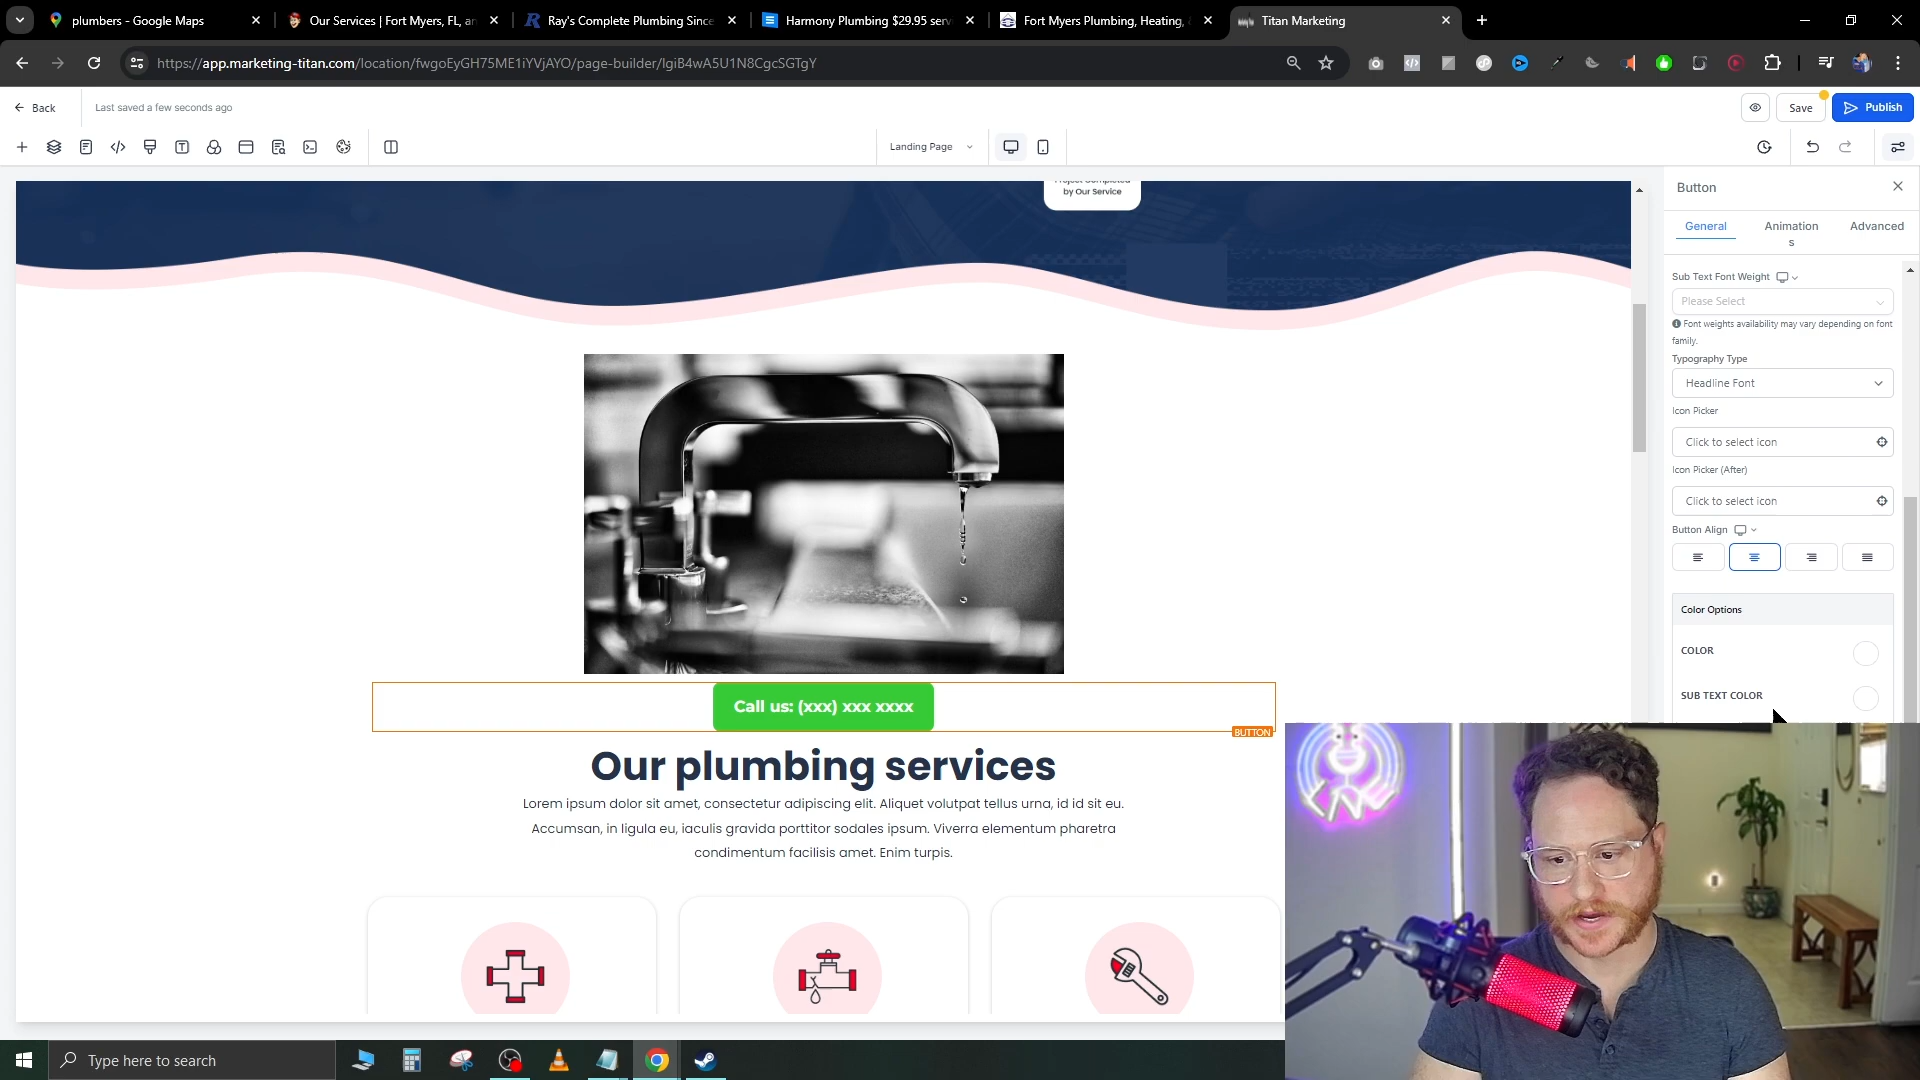 plumbers - Google Maps
Our Services | Fort Myers, FL, an
Ray's Complete Plumbing Since
Harmony Plumbing $29.95 servi
Fort Myers Plumbing, Heating,
Titan Marketing
https://app.marketing-titan.com/location/fwgoEyGH75ME1iYVjAYO/page-builder/lgiB4wA5U1N8CgcSGTgY
Back
Last saved a few seconds ago
Save
Publish
Landing Page
Button
General
Animation
s
Advanced
Project Completed
by Our Service
Sub Text Font Weight
Please Select
Font weights availability may vary depending on font
family.
Typography Type
Headline Font
Icon Picker
Click to select icon
Icon Picker (After)
Click to select icon
Button Align
Color Options
COLOR
SUB TEXT COLOR
Call us: (xxx) xxx xxxx
BUTTON
Our plumbing services
Lorem ipsum dolor sit amet, consectetur adipiscing elit. Aliquet volutpat tellus urna, id id sit eu.
Accumsan, in ligula eu, iaculis gravida porttitor sodales ipsum. Viverra elementum pharetra
condimentum facilisis amet. Enim turpis.
Type here to search